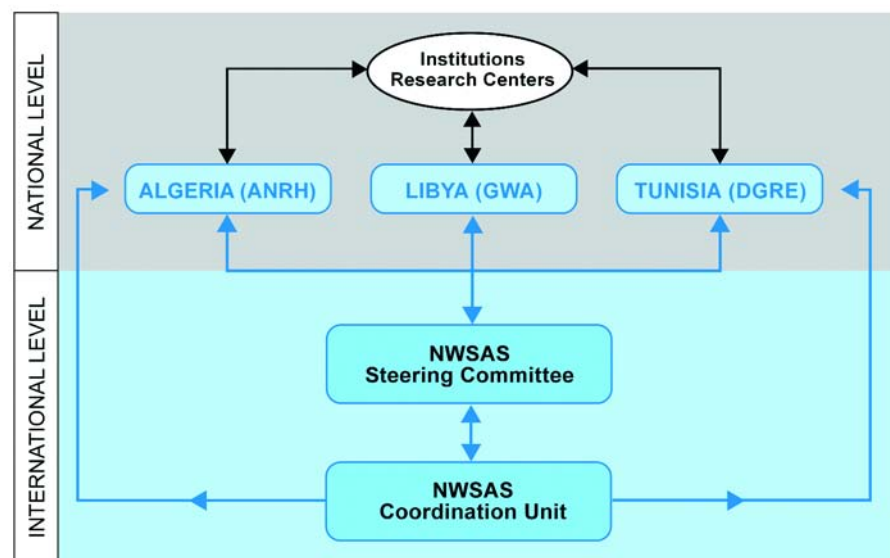 NATIONAL LEVEL
Institutions
Research Centers
ALGERIA (ANRH)
LIBYA (GWA)
TUNISIA (DGRE)
INTERNATIONAL LEVEL
NWSAS
Steering Committee
NWSAS
Coordination Unit